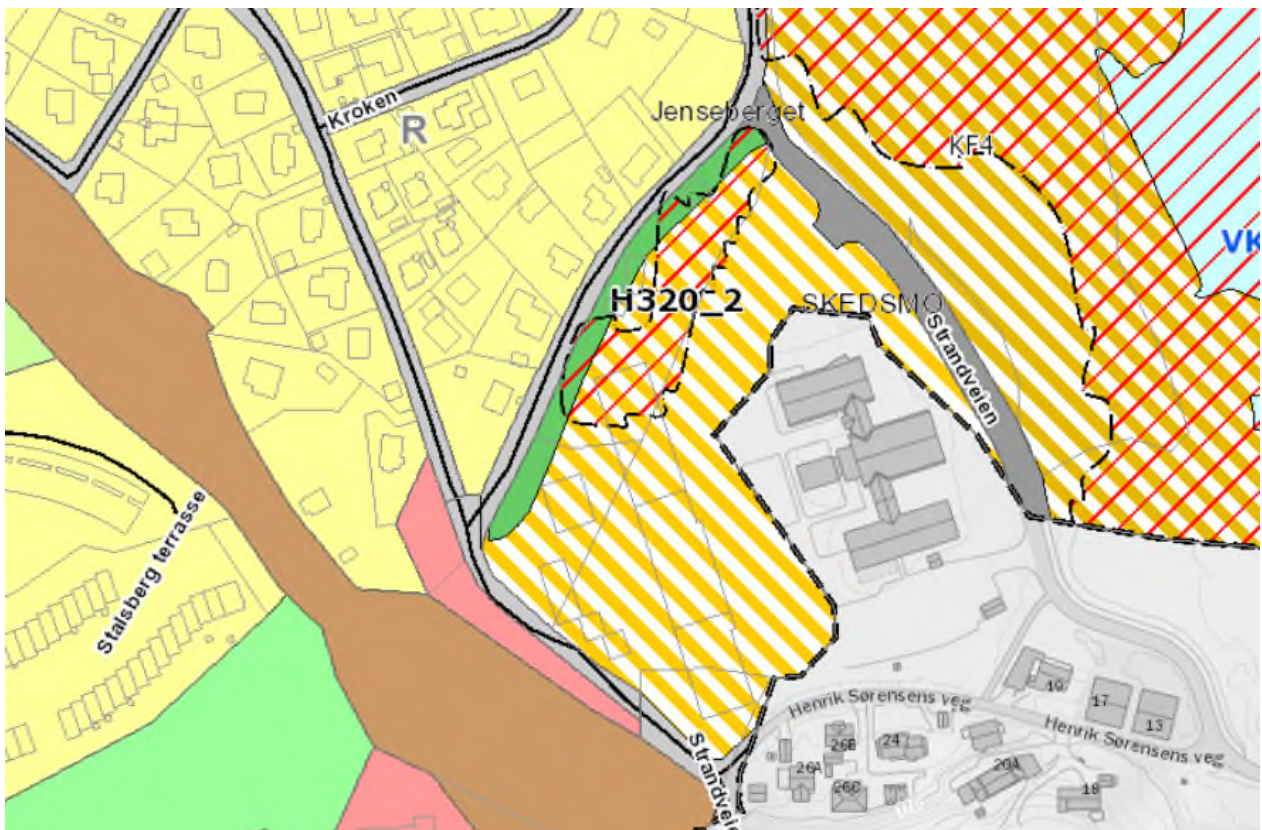 Jenseberget
Kroken
R
KF4
VK
H320_2
SKEDSMO
Strandveien
Stalsberg terrasse
19
17
13
Henrik Sørensens veg
Henrik Sørensens veg
26B
24
26A
20A
26C
18
Strandvei